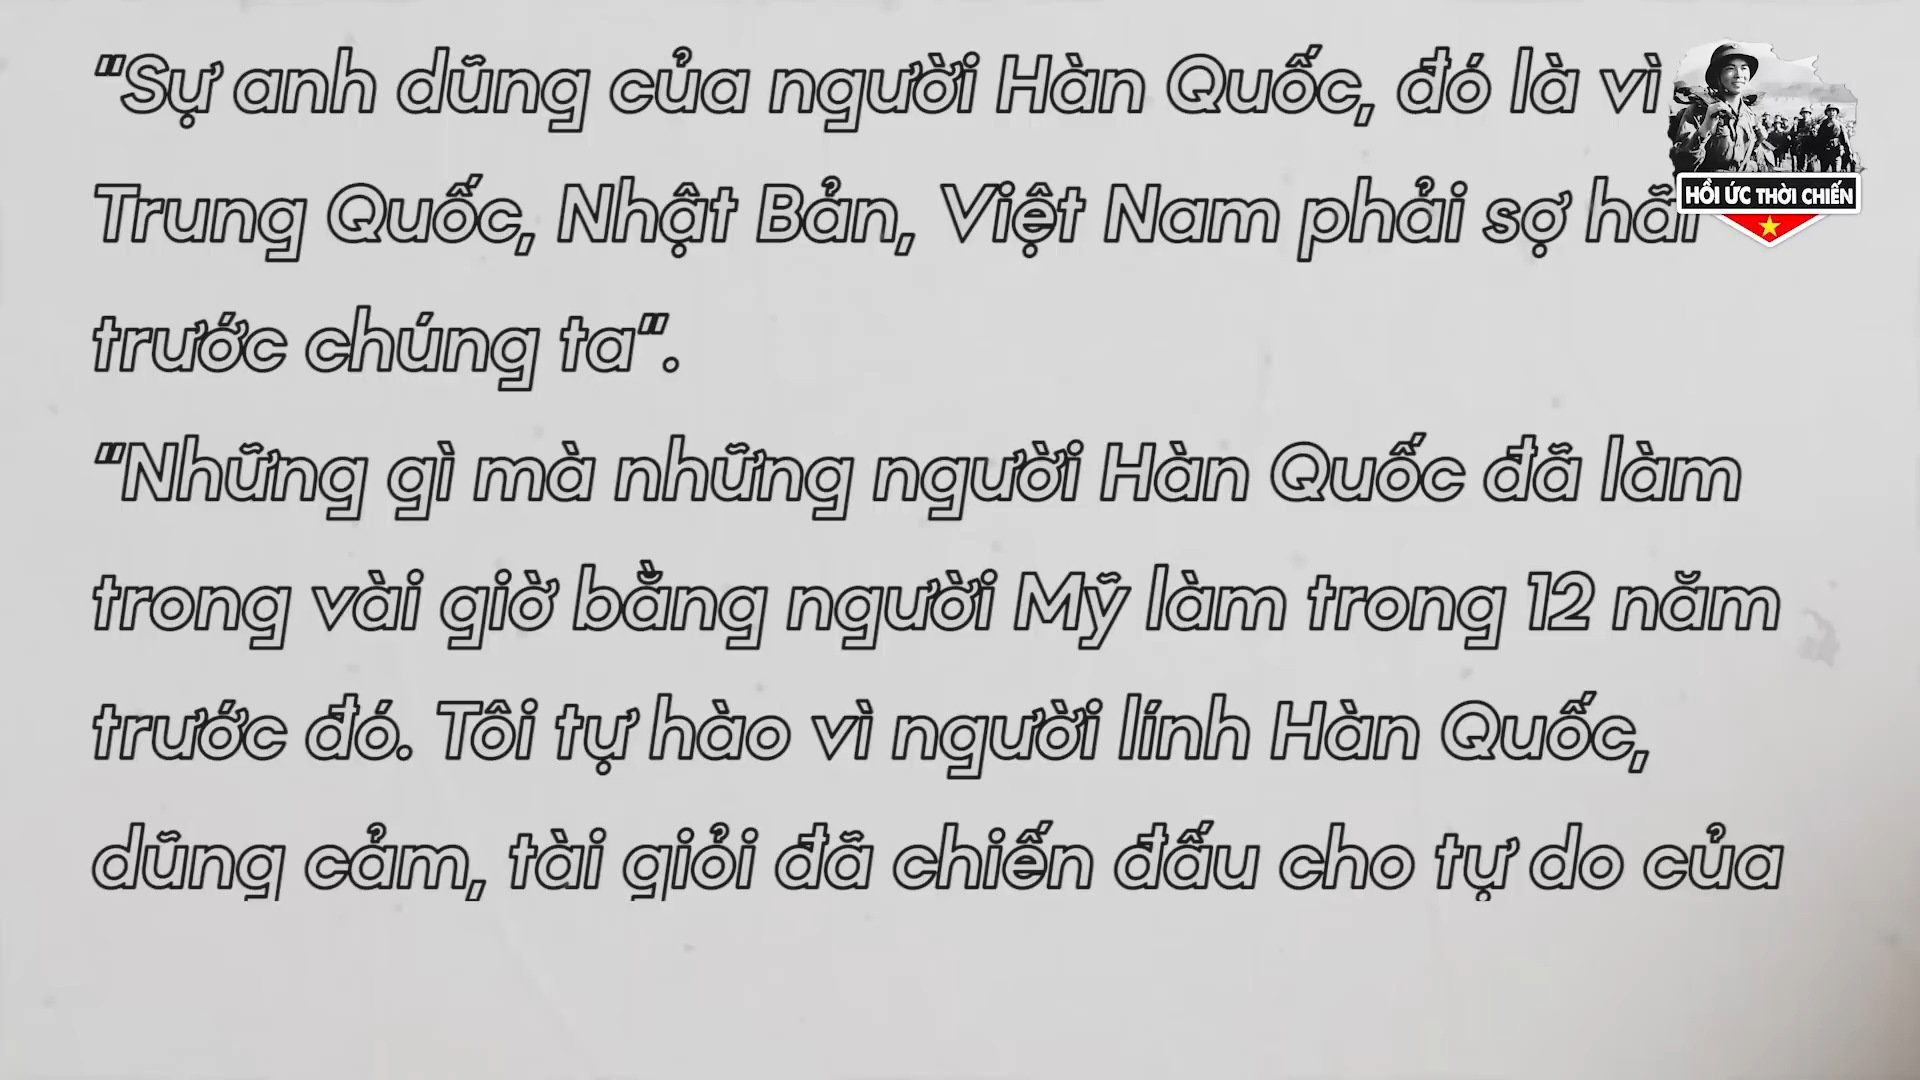 "Sự anh dũng của người Hàn Quốc, đó là vì
Trung Quốc, Nhật Bản, Việt Nam phải sợ hãi
trước chúng ta".
"Những gì mà những người Hàn Quốc đã làm
trong vài giờ bằng người Mỹ làm trong 12 năm
trước đó. Tôi tự hào vì người lính Hàn Quốc,
dũng cảm, tài giỏi đã chiến đấu cho tự do của
HỒI ỨC THỜI CHIẾN